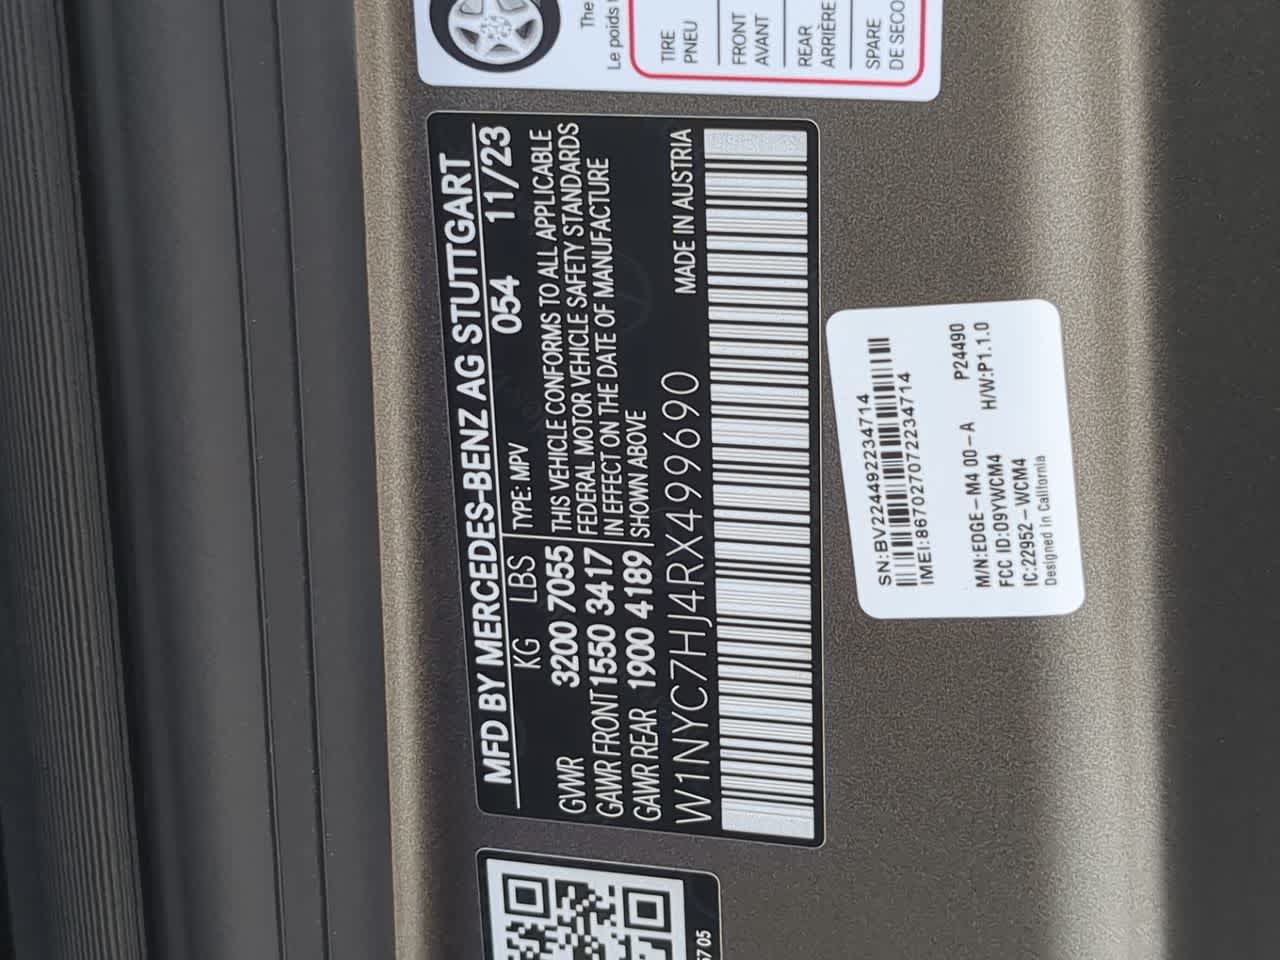 MFD BY MERCEDES-BENZ AG STUTTGART
KG LBS 054 11/23
GVWR 3200 7055
GAWR FRONT 1550 3417
GAWR REAR 1900 4189
TYPE: MPV
THIS VEHICLE CONFORMS TO ALL APPLICABLE
FEDERAL MOTOR VEHICLE SAFETY STANDARDS
IN EFFECT ON THE DATE OF MANUFACTURE
SHOWN ABOVE
W1NYC7HJ4RX499690 MADE IN AUSTRIA
The
Le poids
TIRE
PNEU
FRONT
AVANT
REAR
ARRIÈRE
SPARE
DE SECO
SN:BV224492234714
IMEI:867027072234714
M/N:EDGE-M4 00-A P24490
FCC ID:O9YWCM4 H/W:P1.1.0
IC:22952-WCM4
Designed in California